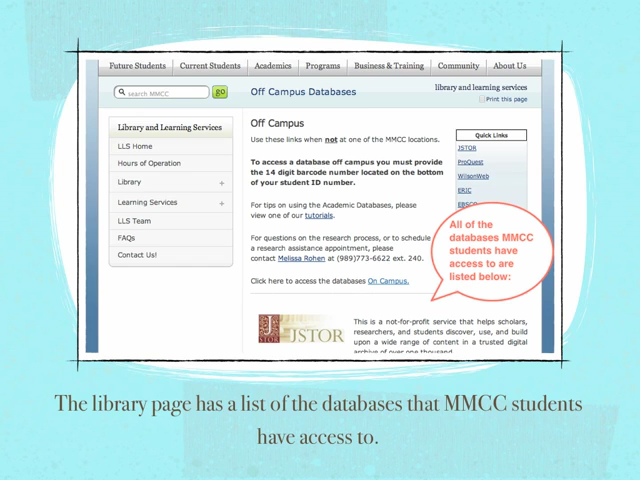 Future Students Current Students Academics Programs Business & Training Community About Us
search MMCC go Off Campus Databases library and learning services
Print this page
Library and Learning Services
LLS Home
Hours of Operation
Library +
Learning Services +
LLS Team
FAQs
Contact Us!
Off Campus
Use these links when not at one of the MMCC locations.
To access a database off campus you must provide
the 14 digit barcode number located on the bottom
of your student ID number.
For tips on using the Academic Databases, please
view one of our tutorials.
For questions on the research process, or to schedule
a research assistance appointment, please
contact Melissa Rohen at (989)773-6622 ext. 240.
Click here to access the databases On Campus.
Quick Links
JSTOR
ProQuest
WilsonWeb
ERIC
EBSCO
All of the
databases MMCC
students have
access to are
listed below:
JSTOR
JSTOR
This is a not-for-profit service that helps scholars,
researchers, and students discover, use, and build
upon a wide range of content in a trusted digital
archive of over one thousand
The library page has a list of the databases that MMCC students
have access to.